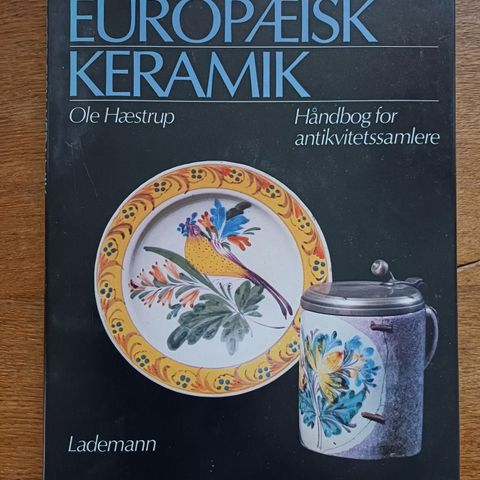 EUROPÆISK
KERAMIK
Ole Hæstrup
Håndbog for
antikvitetssamlere
Lademann